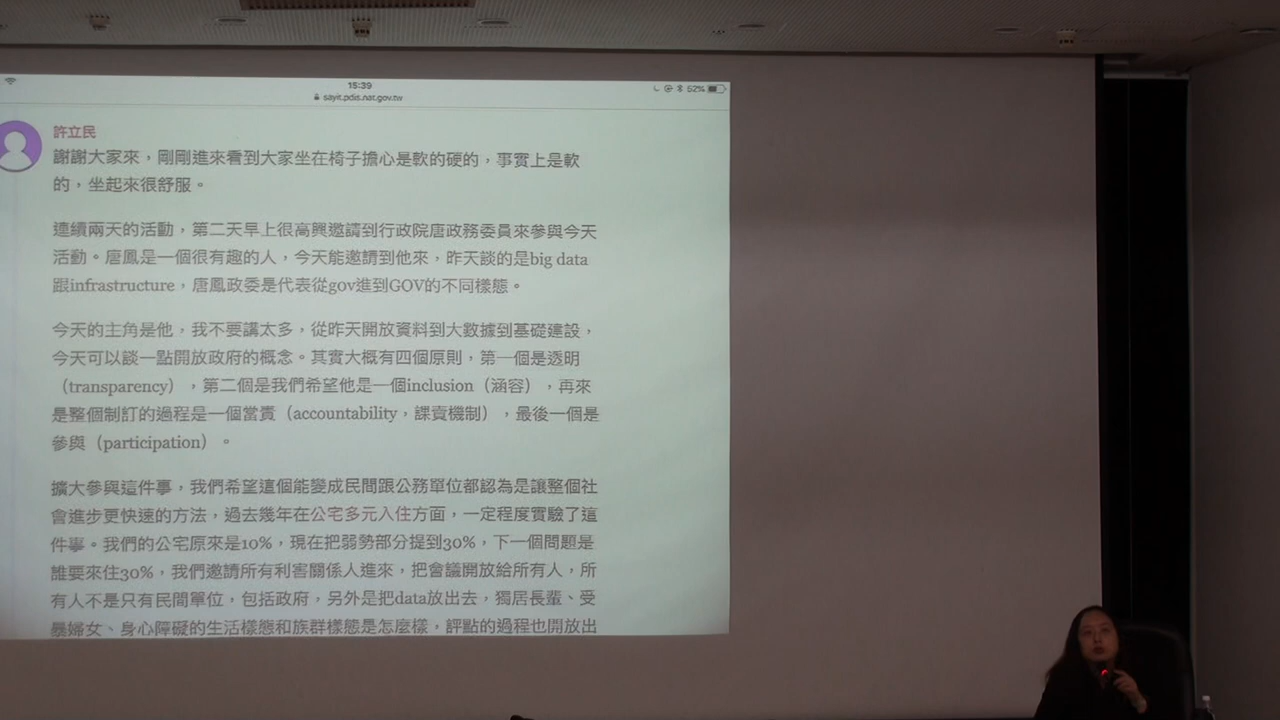 15:39
52%
sayit.pdis.nat.gov.tw
許立民
謝謝大家來，剛剛進來看到大家坐在椅子擔心是軟的硬的，事實上是軟
的，坐起來很舒服。
連續兩天的活動，第二天早上很高興邀請到行政院唐政務委員來參與今天
活動。唐鳳是一個很有趣的人，今天能邀請到他來，昨天談的是big data
跟infrastructure，唐鳳政委是代表從gov進到GOV的不同樣態。
今天的主角是他，我不要講太多，從昨天開放資料到大數據到基礎建設，
今天可以談一點開放政府的概念。其實大概有四個原則，第一個是透明
（transparency），第二個是我們希望他是一個inclusion（涵容），再來
是整個制訂的過程是一個當責（accountability，課責機制），最後一個是
參與（participation）。
擴大參與這件事，我們希望這個能變成民間跟公務單位都認為是讓整個社
會進步更快速的方法，過去幾年在公宅多元入住方面，一定程度實驗了這
件事。我們的公宅原來是10%，現在把弱勢部分提到30%，下一個問題是
誰要來住30%，我們邀請所有利害關係人進來，把會議開放給所有人，所
有人不是只有民間單位，包括政府，另外是把data放出去，獨居長輩、受
暴婦女、身心障礙的生活樣態和族群樣態是怎麼樣，評點的過程也開放出